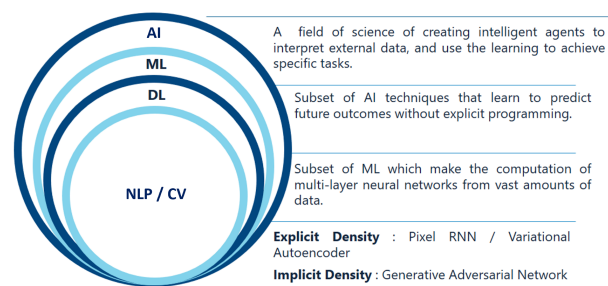 AI
ML
DL
NLP / CV
A field of science of creating intelligent agents to
interpret external data, and use the learning to achieve
specific tasks.
Subset of AI techniques that learn to predict
future outcomes without explicit programming.
Subset of ML which make the computation of
multi-layer neural networks from vast amounts of
data.
Explicit Density : Pixel RNN / Variational
Autoencoder
Implicit Density : Generative Adversarial Network